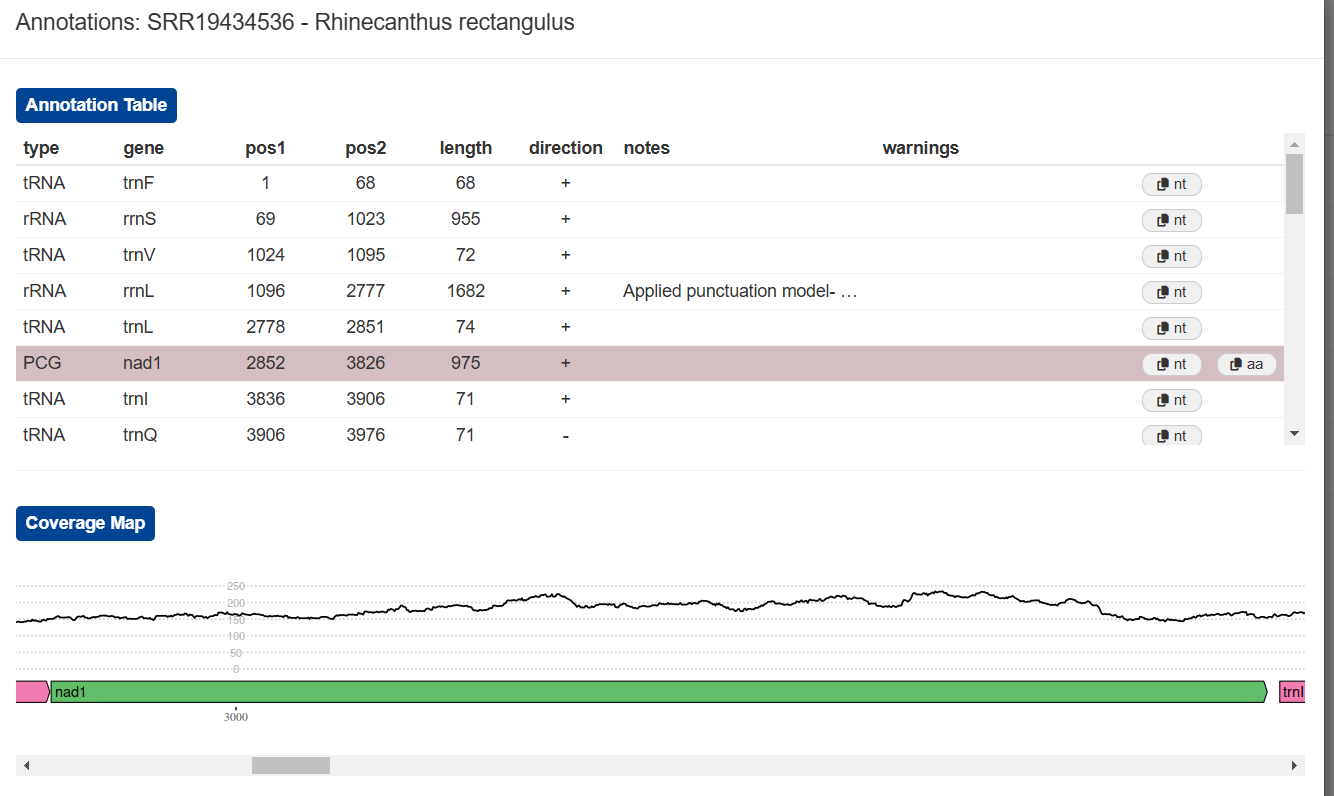 Annotations: SRR19434536 - Rhinecanthus rectangulus
Annotation Table
type gene pos1 pos2 length direction notes warnings
tRNA trnF 1 68 68 + nt
rRNA rrnS 69 1023 955 + nt
tRNA trnV 1024 1095 72 + nt
rRNA rrnL 1096 2777 1682 + Applied punctuation model- … nt
tRNA trnL 2778 2851 74 + nt
PCG nad1 2852 3826 975 + nt aa
tRNA trnI 3836 3906 71 + nt
tRNA trnQ 3906 3976 71 - nt
Coverage Map
250
200
150
100
50
0
nad1 trnI
3000